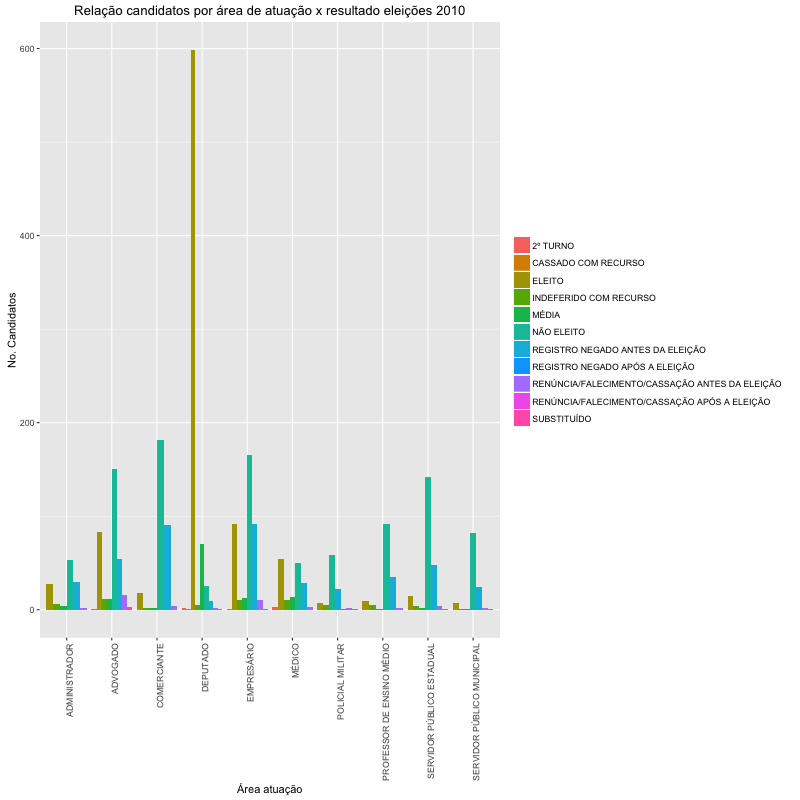 Relação candidatos por área de atuação x resultado eleições 2010
No. Candidatos
600
400
200
0
ADMINISTRADOR
ADVOGADO
COMERCIANTE
DEPUTADO
EMPRESÁRIO
MÉDICO
POLICIAL MILITAR
PROFESSOR DE ENSINO MÉDIO
SERVIDOR PÚBLICO ESTADUAL
SERVIDOR PÚBLICO MUNICIPAL
Área atuação
2º TURNO
CASSADO COM RECURSO
ELEITO
INDEFERIDO COM RECURSO
MÉDIA
NÃO ELEITO
REGISTRO NEGADO ANTES DA ELEIÇÃO
REGISTRO NEGADO APÓS A ELEIÇÃO
RENÚNCIA/FALECIMENTO/CASSAÇÃO ANTES DA ELEIÇÃO
RENÚNCIA/FALECIMENTO/CASSAÇÃO APÓS A ELEIÇÃO
SUBSTITUÍDO